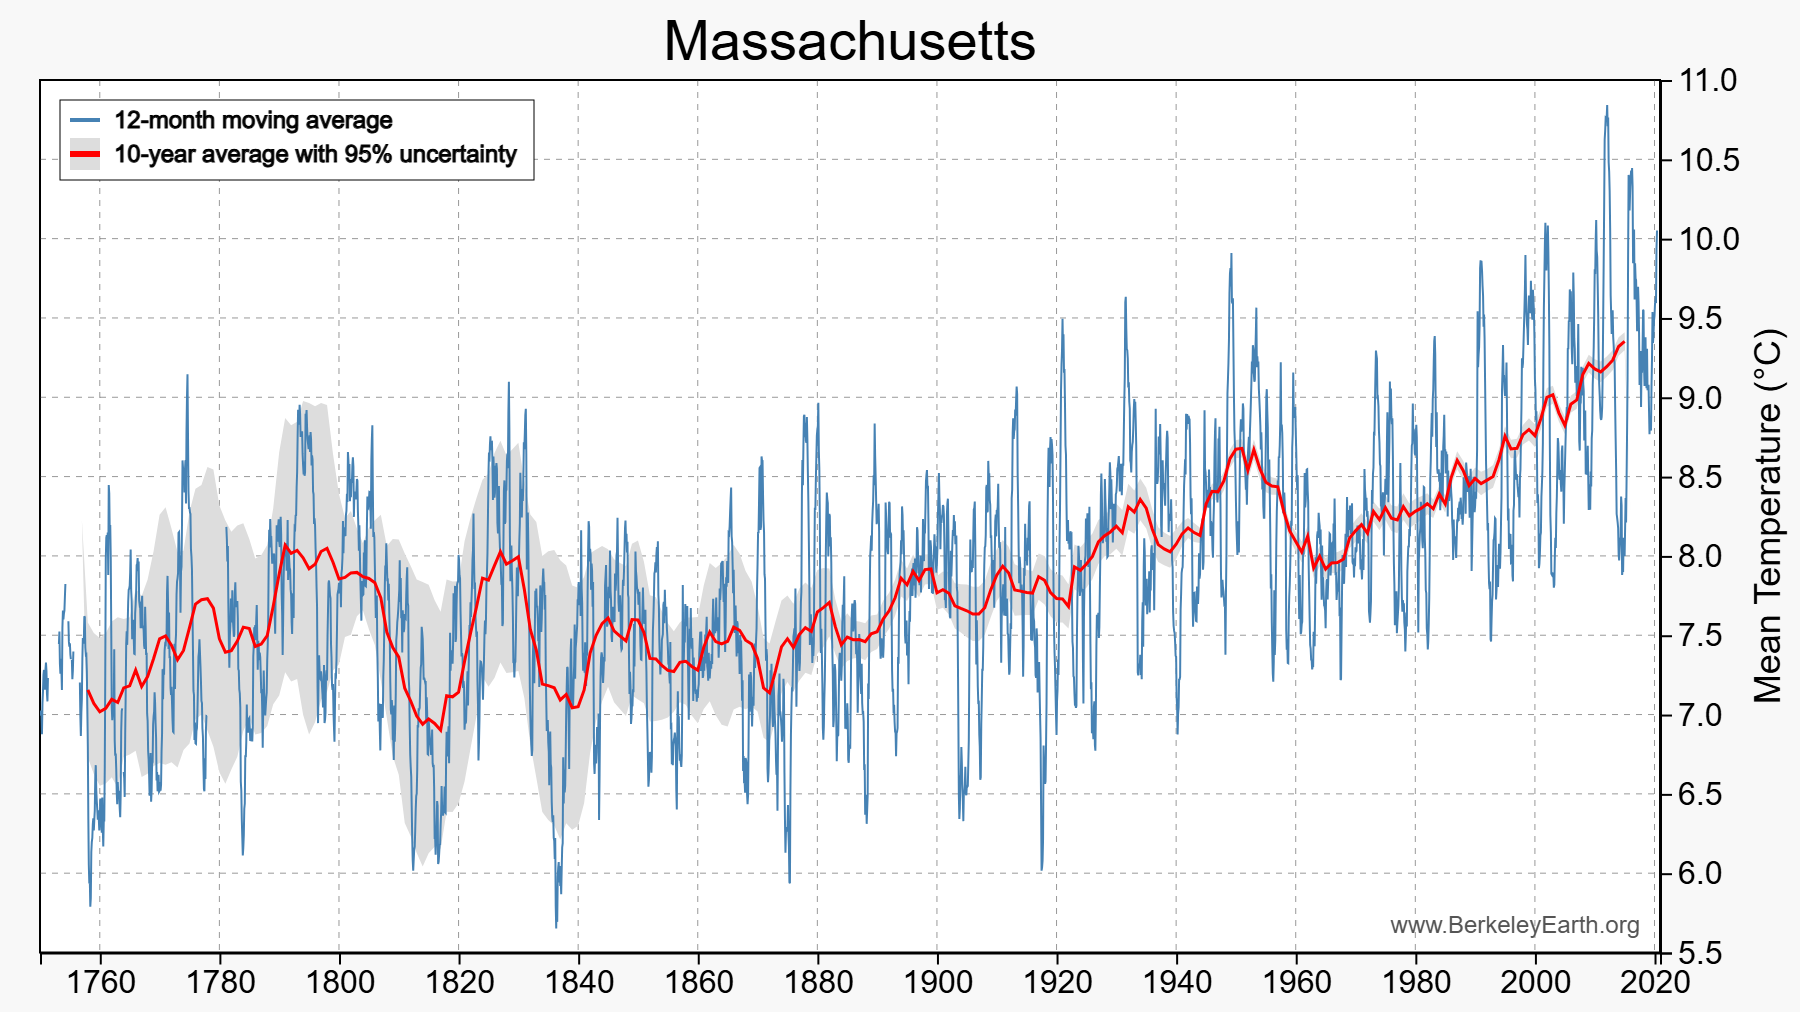 Massachusetts
12-month moving average
10-year average with 95% uncertainty
11.0
10.5
10.0
9.5
9.0
8.5
8.0
7.5
7.0
6.5
6.0
5.5
Mean Temperature (°C)
www.BerkeleyEarth.org
1760 1780 1800 1820 1840 1860 1880 1900 1920 1940 1960 1980 2000 2020